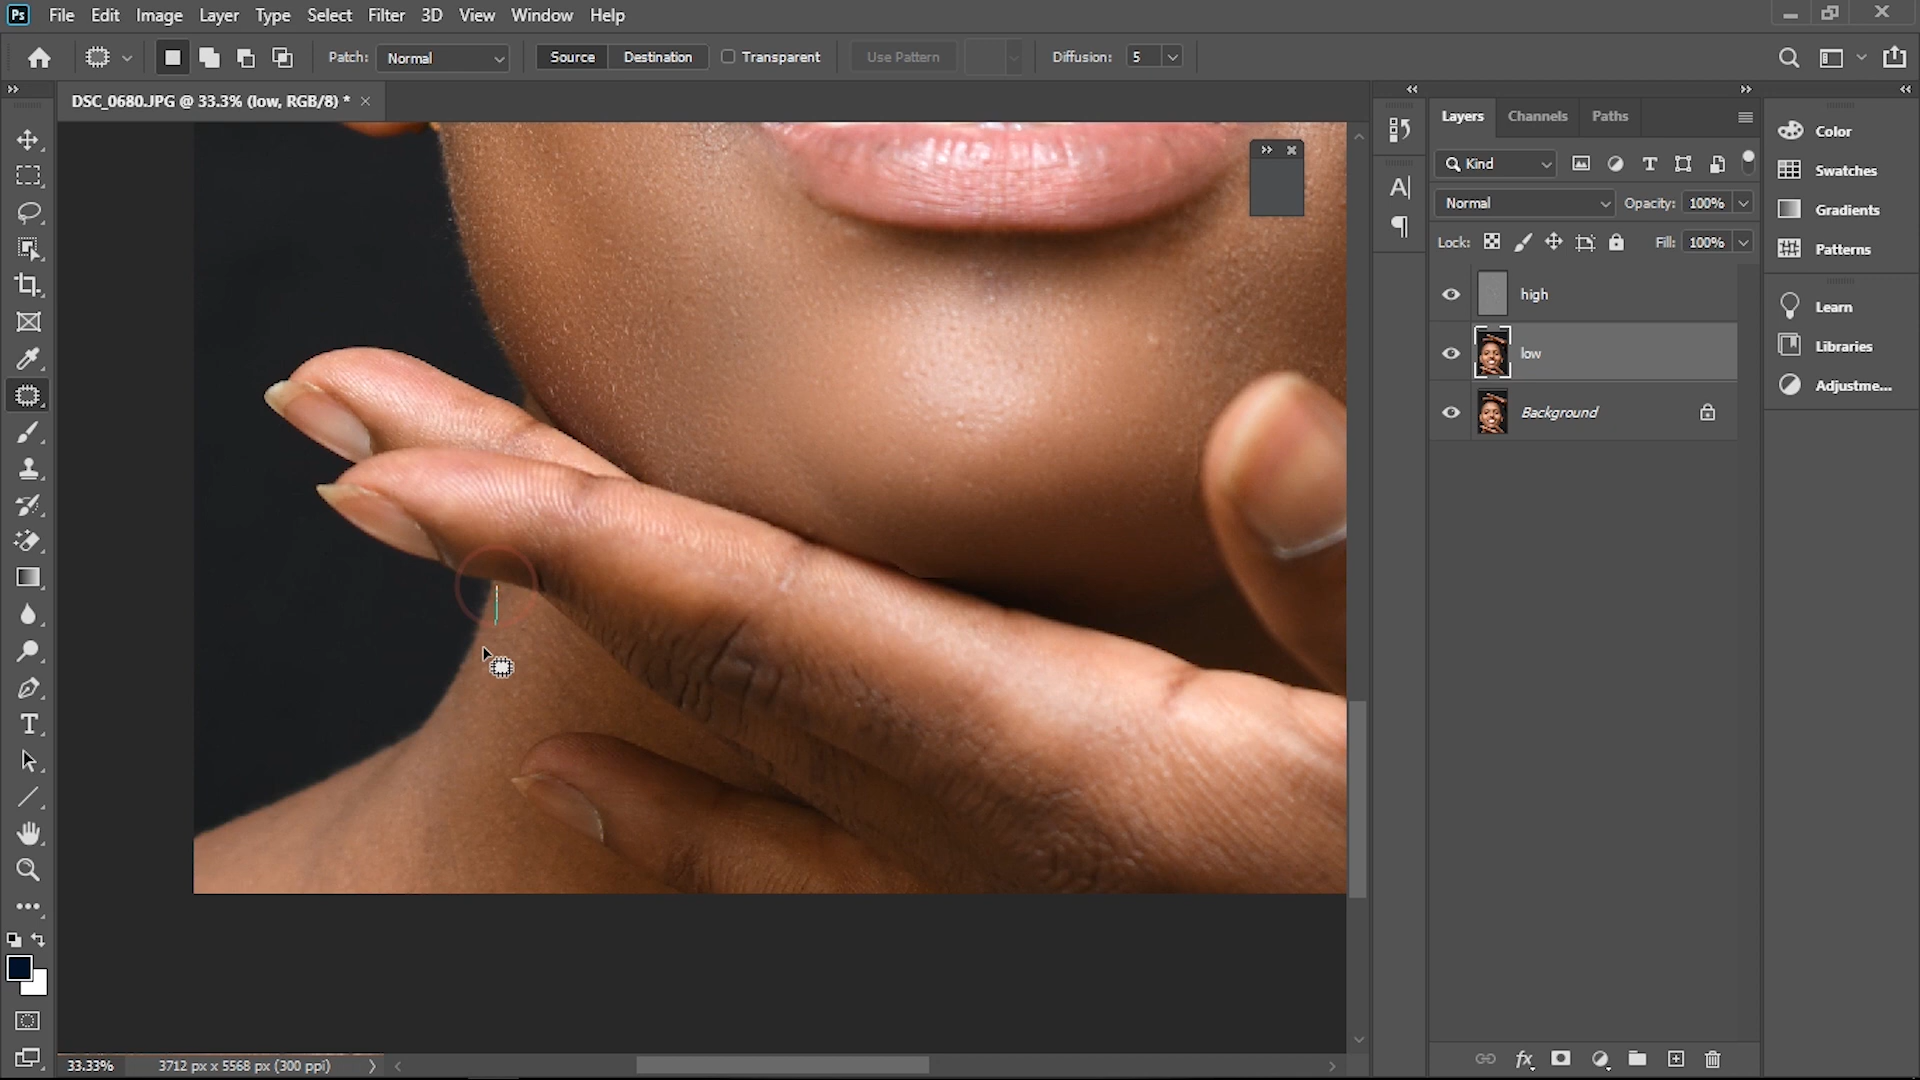 Ps File Edit Image Layer Type Select Filter 3D View Window Help
Patch: Normal Source Destination Transparent Use Pattern Diffusion: 5
DSC_0680.JPG @ 33.3% (low, RGB/8) *
Layers Channels Paths
Kind
Normal Opacity: 100%
Lock: Fill: 100%
high
low
Background
Color
Swatches
Gradients
Patterns
Learn
Libraries
Adjustme...
33.33% 3712 px x 5568 px (300 ppi)